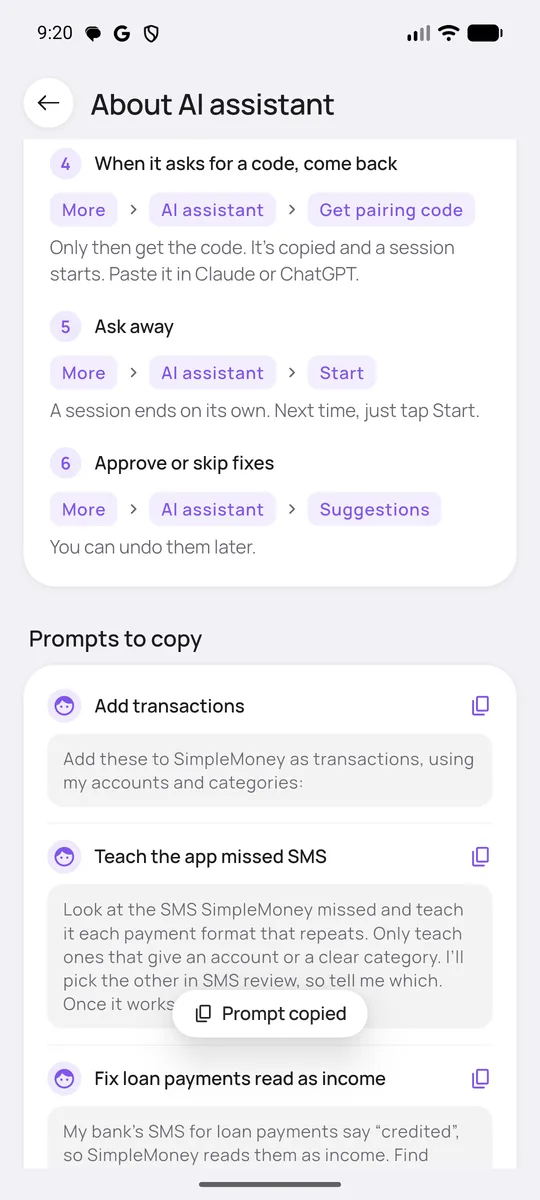 9:20
About AI assistant
4 When it asks for a code, come back
More > AI assistant > Get pairing code
Only then get the code. It's copied and a session
starts. Paste it in Claude or ChatGPT.
5 Ask away
More > AI assistant > Start
A session ends on its own. Next time, just tap Start.
6 Approve or skip fixes
More > AI assistant > Suggestions
You can undo them later.
Prompts to copy
Add transactions
Add these to SimpleMoney as transactions, using
my accounts and categories:
Teach the app missed SMS
Look at the SMS SimpleMoney missed and teach
it each payment format that repeats. Only teach
ones that give an account or a clear category. I'll
pick the other in SMS review, so tell me which.
Once it works
Prompt copied
Fix loan payments read as income
My bank's SMS for loan payments say “credited”,
so SimpleMoney reads them as income. Find